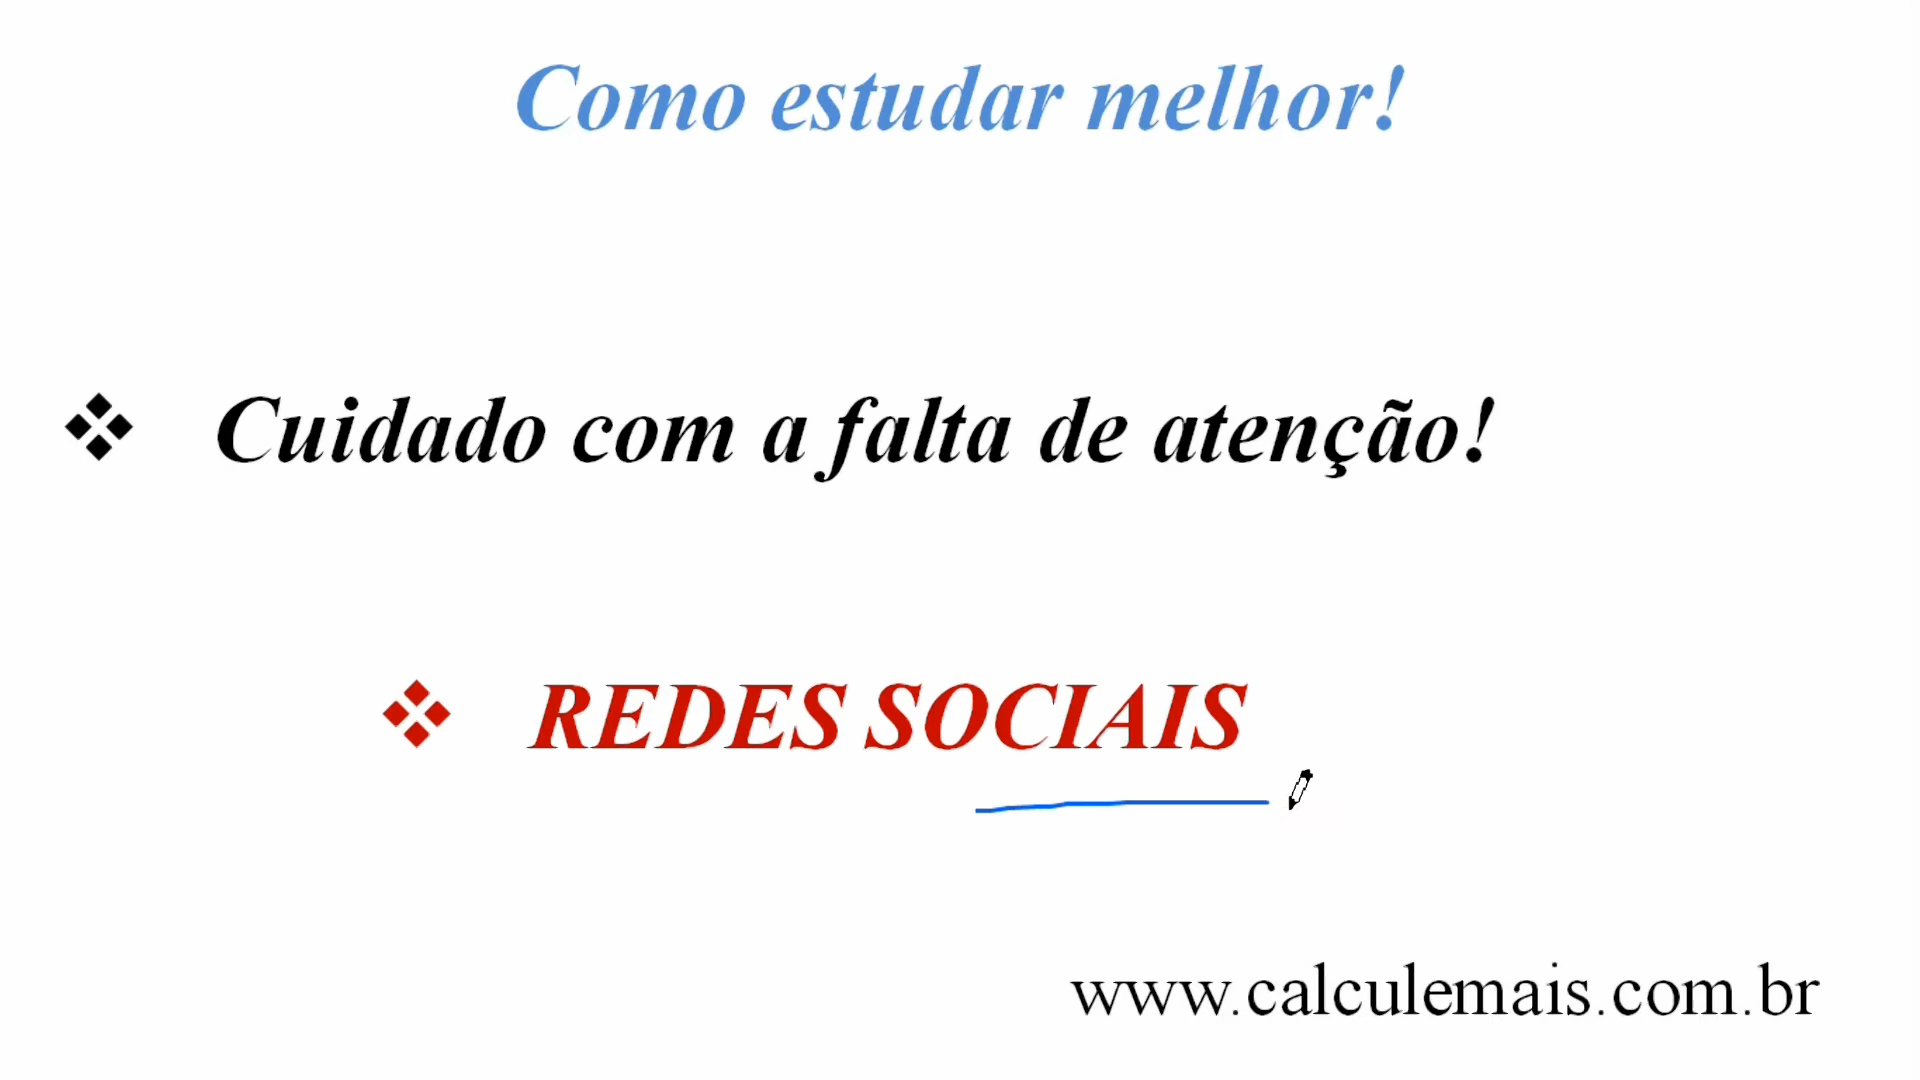 Como estudar melhor!
Cuidado com a falta de atenção!
REDES SOCIAIS
www.calculemais.com.br